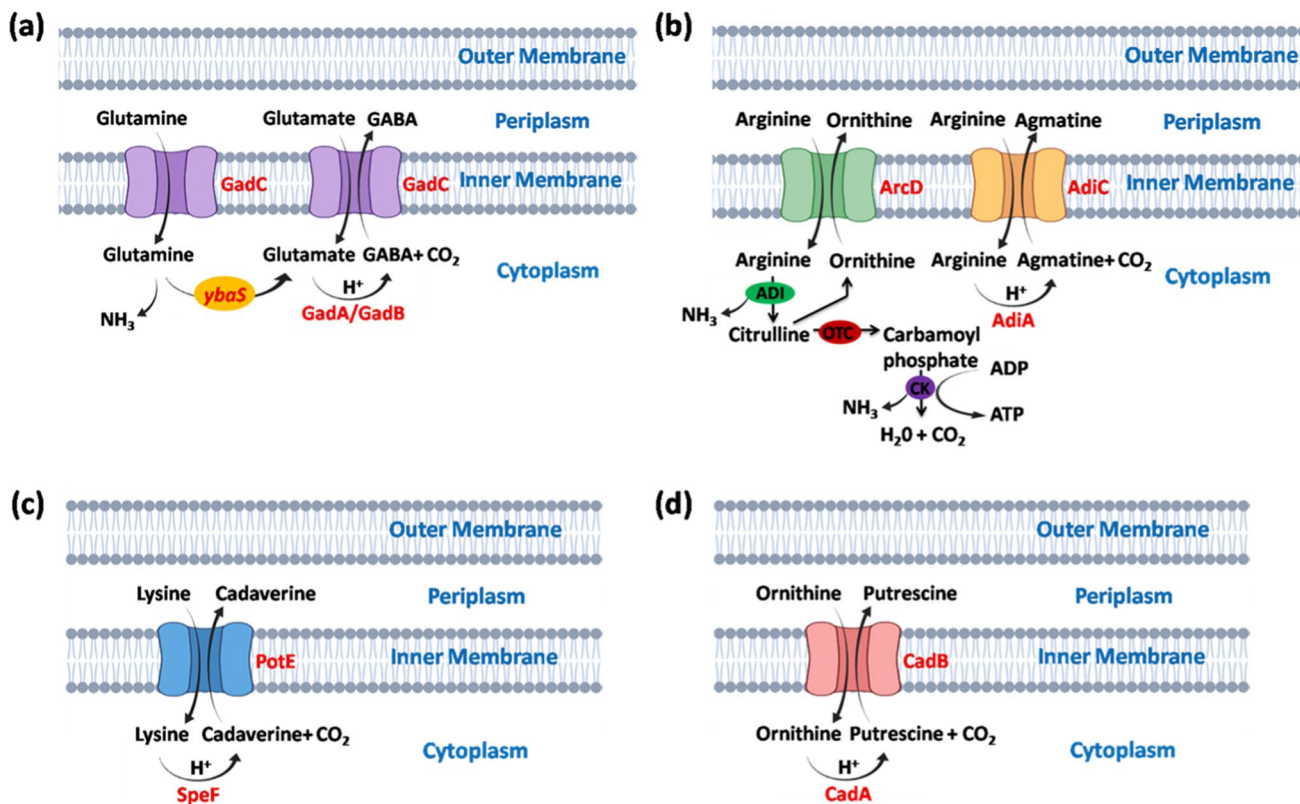 (a)
Outer Membrane
Glutamine Glutamate GABA Periplasm
GadC GadC Inner Membrane
Glutamine Glutamate GABA+ CO2
Cytoplasm
ybaS H+
NH3 GadA/GadB
(b)
Outer Membrane
Arginine Ornithine Arginine Agmatine Periplasm
ArcD AdiC Inner Membrane
Arginine Ornithine Arginine Agmatine+ CO2
Cytoplasm
ADI H+
NH3 AdiA
Citrulline OTC Carbamoyl
phosphate ADP
CK
NH3 ATP
H20 + CO2
(c)
Outer Membrane
Lysine Cadaverine Periplasm
PotE Inner Membrane
Lysine Cadaverine+ CO2
Cytoplasm
H+
SpeF
(d)
Outer Membrane
Ornithine Putrescine Periplasm
CadB Inner Membrane
Ornithine Putrescine + CO2
Cytoplasm
H+
CadA